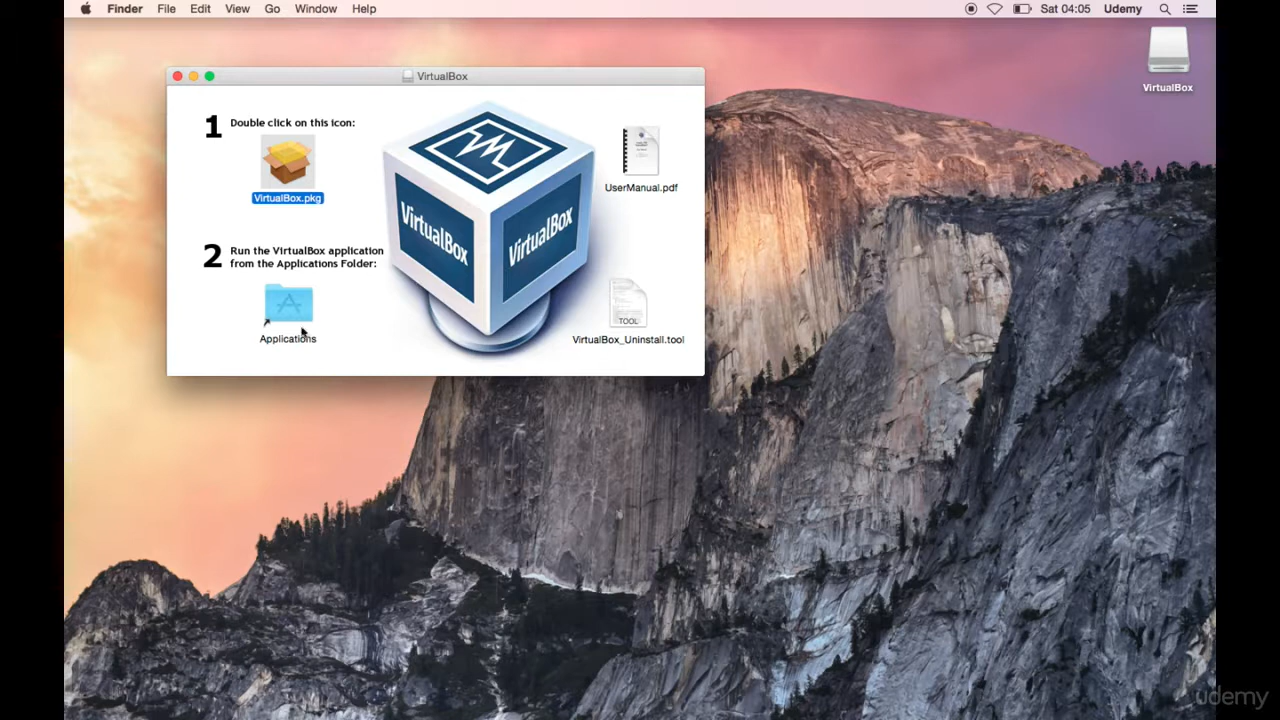 Finder File Edit View Go Window Help Sat 04:05 Udemy
VirtualBox
VirtualBox
1 Double click on this icon:
VirtualBox.pkg
UserManual.pdf
VirtualBox
VirtualBox
2 Run the VirtualBox application
from the Applications Folder:
Applications
TOOL
VirtualBox_Uninstall.tool
udemy